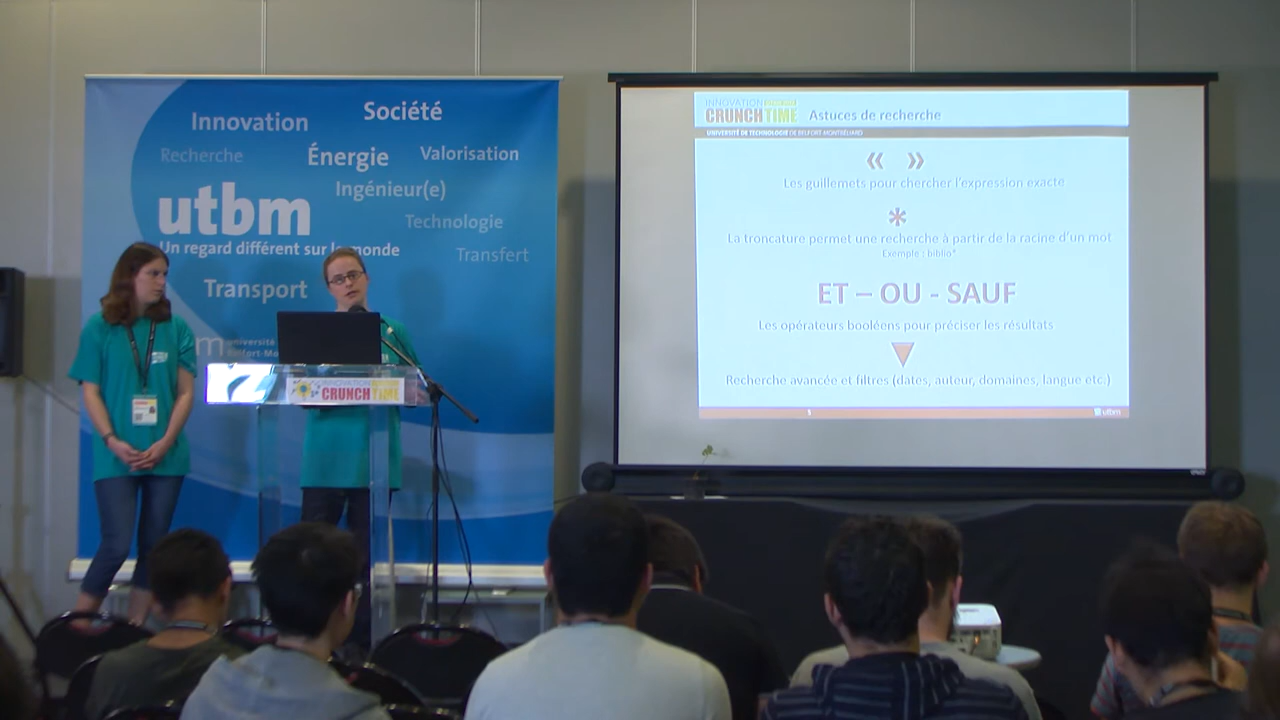 Innovation
Société
Recherche
Énergie
Valorisation
Ingénieur(e)
utbm
Technologie
Un regard différent sur le monde
Transfert
Transport
université
INNOVATION
CRUNCH TIME
INNOVATION
CRUNCH TIME
Astuces de recherche
UNIVERSITÉ DE TECHNOLOGIE DE BELFORT-MONTBÉLIARD
« »
Les guillemets pour chercher l'expression exacte
*
La troncature permet une recherche à partir de la racine d'un mot
Exemple : biblio*
ET – OU - SAUF
Les opérateurs booléens pour préciser les résultats
Recherche avancée et filtres (dates, auteur, domaines, langue etc.)
utbm